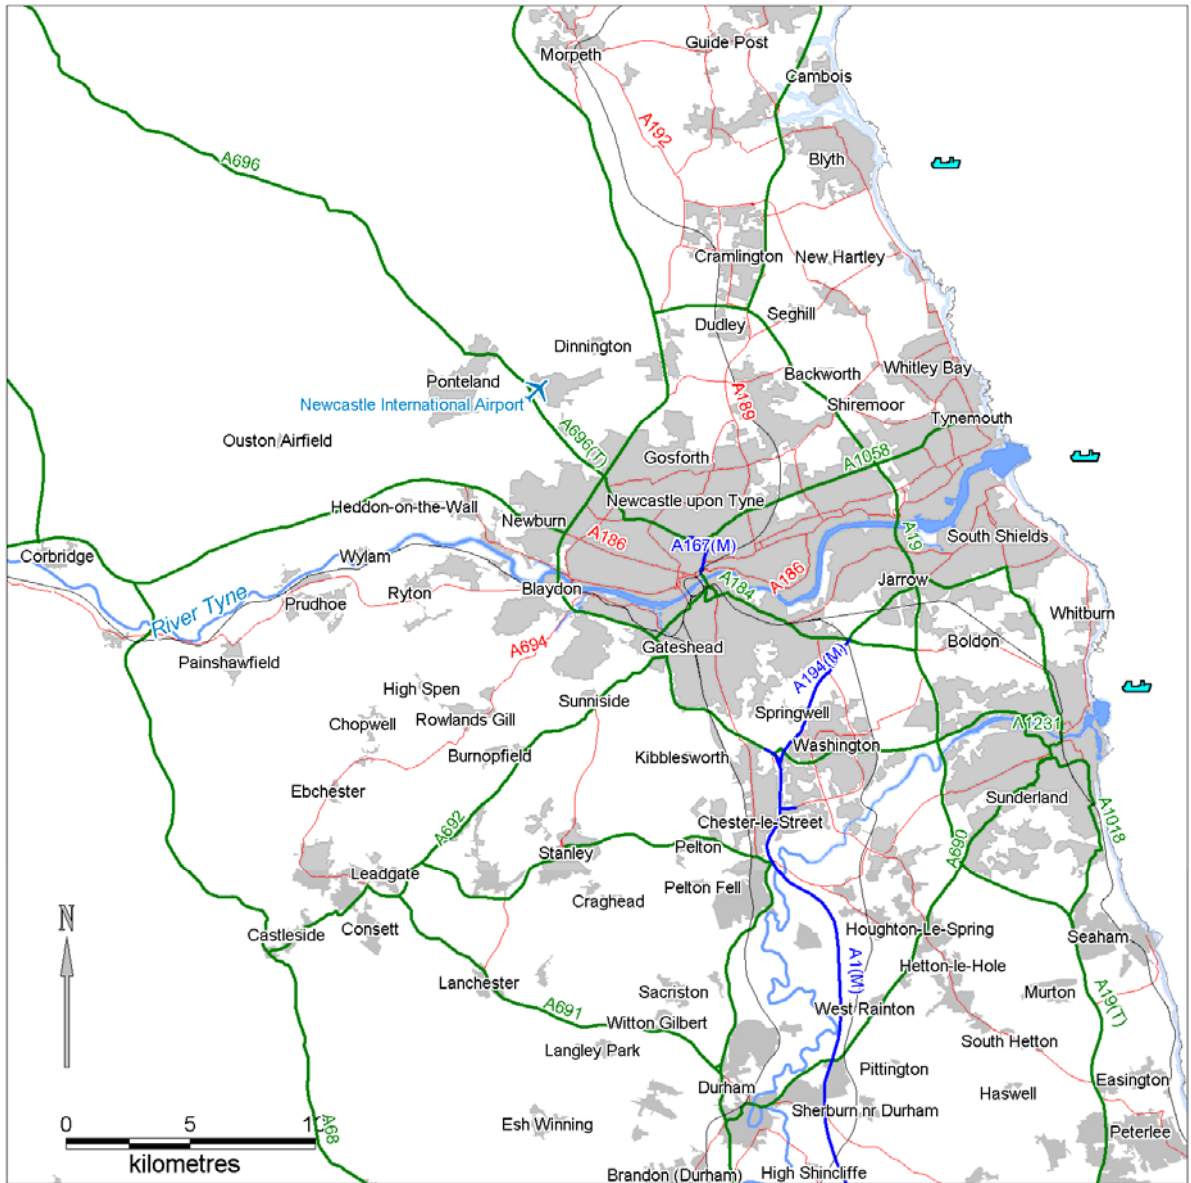 Guide Post
Morpeth
Cambois
A192
Blyth
A696
Cramlington
New Hartley
Seghill
Dudley
Dinnington
Whitley Bay
Backworth
Ponteland
Newcastle International Airport
A189
Shiremoor
Tynemouth
Ouston Airfield
A696(T)
Gosforth
A1058
Heddon-on-the-Wall
Newcastle upon Tyne
Newburn
A186
A19
South Shields
A167(M)
Corbridge
Wylam
A186
Jarrow
A184
Blaydon
Ryton
Prudhoe
River Tyne
Whitburn
Boldon
A694
Gateshead
Painshawfield
A194(M)
High Spen
Sunniside
Springwell
Rowlands Gill
Chopwell
A1231
Washington
Burnopfield
Kibblesworth
Ebchester
Sunderland
A1018
Chester-le-Street
A692
A690
Stanley
Pelton
Leadgate
Pelton Fell
Craghead
Consett
Castleside
Houghton-Le-Spring
Seaham
N
A1(M)
Hetton-le-Hole
Lanchester
Sacriston
Murton
A691
West Rainton
A19(T)
Witton Gilbert
South Hetton
Langley Park
Pittington
Durham
Easington
Haswell
Sherburn nr Durham
0 5 10
A68
Esh Winning
Peterlee
kilometres
Brandon (Durham)
High Shincliffe